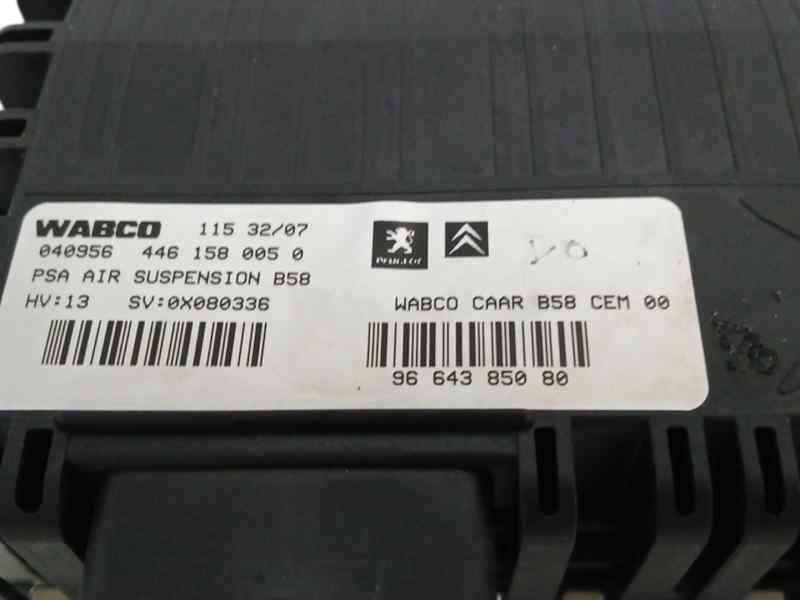 WABCO 115 32/07
040956 446 158 005 0
PSA AIR SUSPENSION B58
HV:13 SV:0X080336
PEUGEOT
WABCO CAAR B58 CEM 00
96 643 850 80